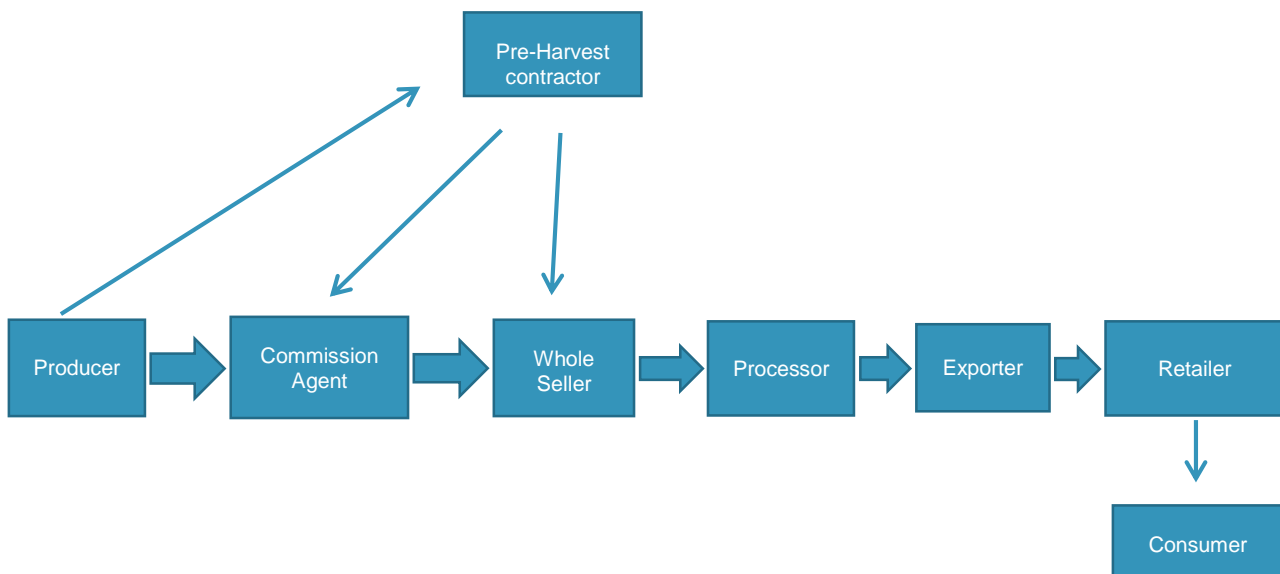 Pre-Harvest
contractor
Producer
Commission
Agent
Whole
Seller
Processor
Exporter
Retailer
Consumer